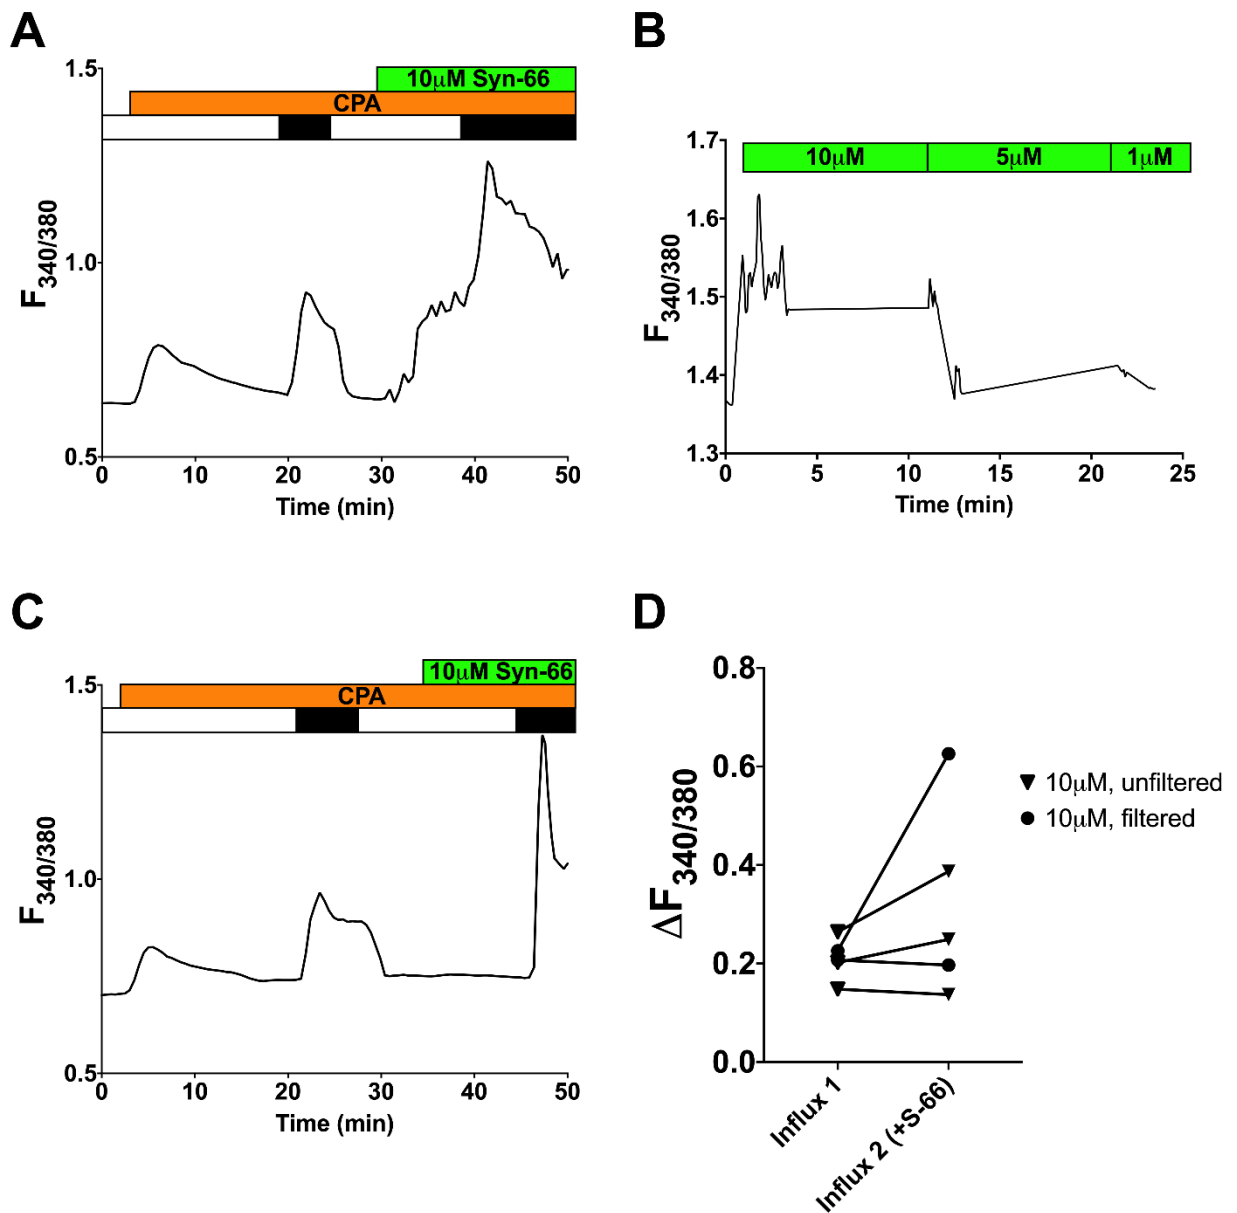 A
10μM Syn-66
CPA
1.5
1.0
0.5
F340/380
0 10 20 30 40 50
Time (min)
B
10μM 5μM 1μM
1.7
1.6
1.5
1.4
1.3
F340/380
0 5 10 15 20 25
Time (min)
C
10μM Syn-66
CPA
1.5
1.0
0.5
F340/380
0 10 20 30 40 50
Time (min)
D
0.8
0.6
0.4
0.2
0.0
ΔF340/380
Influx 1
Influx 2 (+S-66)
10μM, unfiltered
10μM, filtered